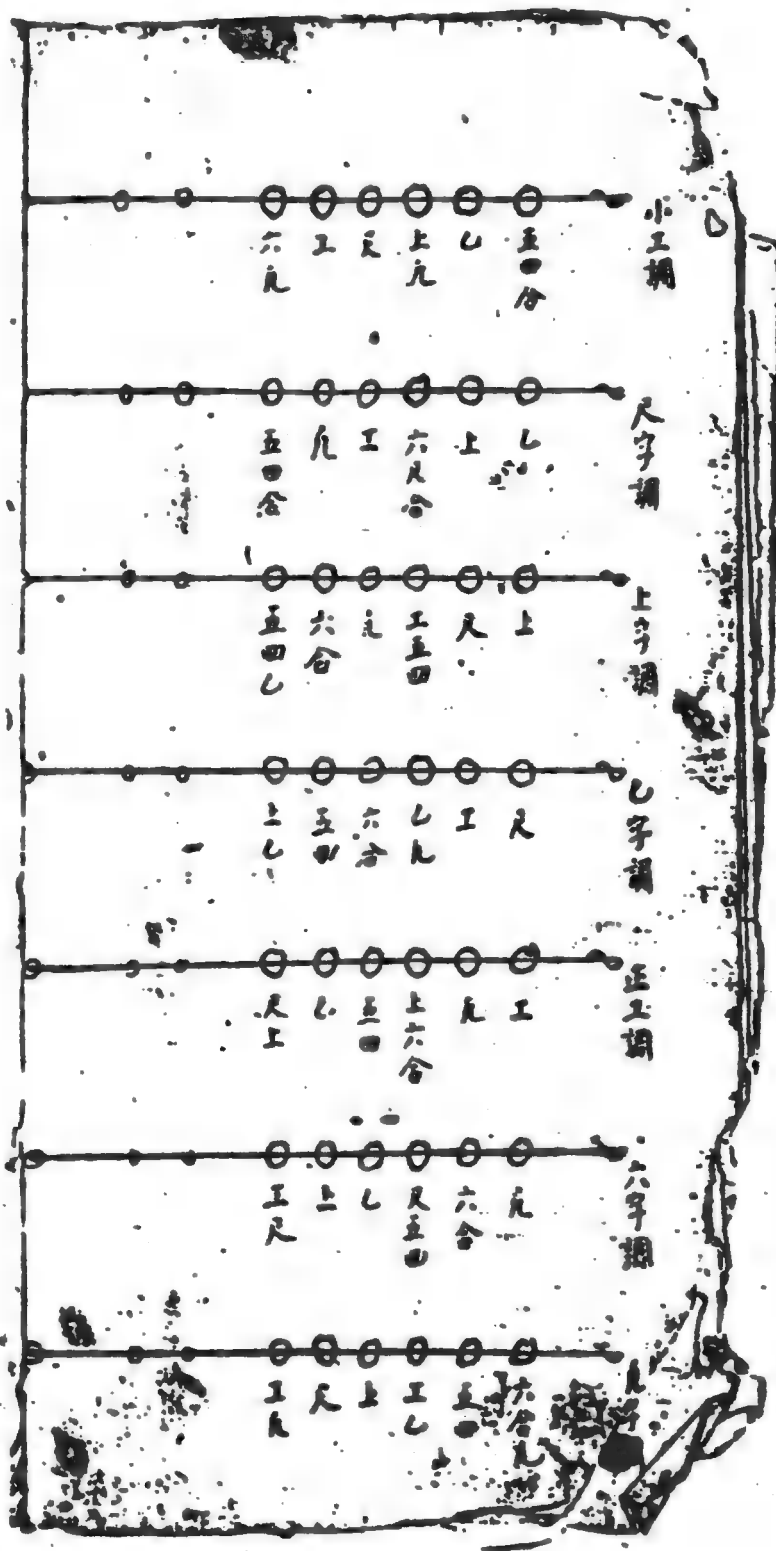 小工調
五四合
乙
上凡
尺
工
六凡
尺字調
乙
上
六尺合
工
凡
五四合
上字調
上
尺
工五四
凡
六合
五四乙
乙字調
尺
工
乙凡
六合
五四
上乙
正工調
工
凡
上六合
五四
乙
尺上
六字調
凡
六合
尺五四
乙
上
工尺
凡
六合
五四
工乙
上
尺
工凡